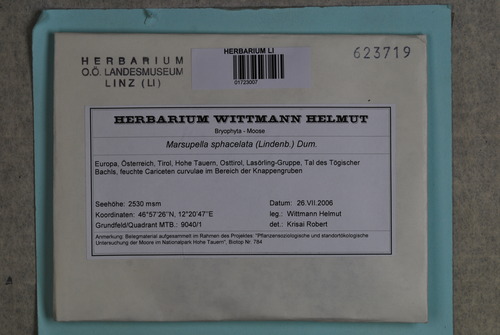 HERBARIUM
O.Ö. LANDESMUSEUM
LINZ (LI)
HERBARIUM LI
01723007
623719
HERBARIUM WITTMANN HELMUT
Bryophyta - Moose
Marsupella sphacelata (Lindenb.) Dum.
Europa, Österreich, Tirol, Hohe Tauern, Osttirol, Lasörling-Gruppe, Tal des Tögischer
Bachls, feuchte Cariceten curvulae im Bereich der Knappengruben
Seehöhe: 2530 msm
Datum: 26.VII.2006
Koordinaten: 46°57'26"N, 12°20'47"E
leg.: Wittmann Helmut
Grundfeld/Quadrant MTB.: 9040/1
det.: Krisai Robert
Anmerkung: Belegmaterial aufgesammelt im Rahmen des Projektes: "Pflanzensoziologische und standortökologische
Untersuchung der Moore im Nationalpark Hohe Tauern", Biotop Nr. 784